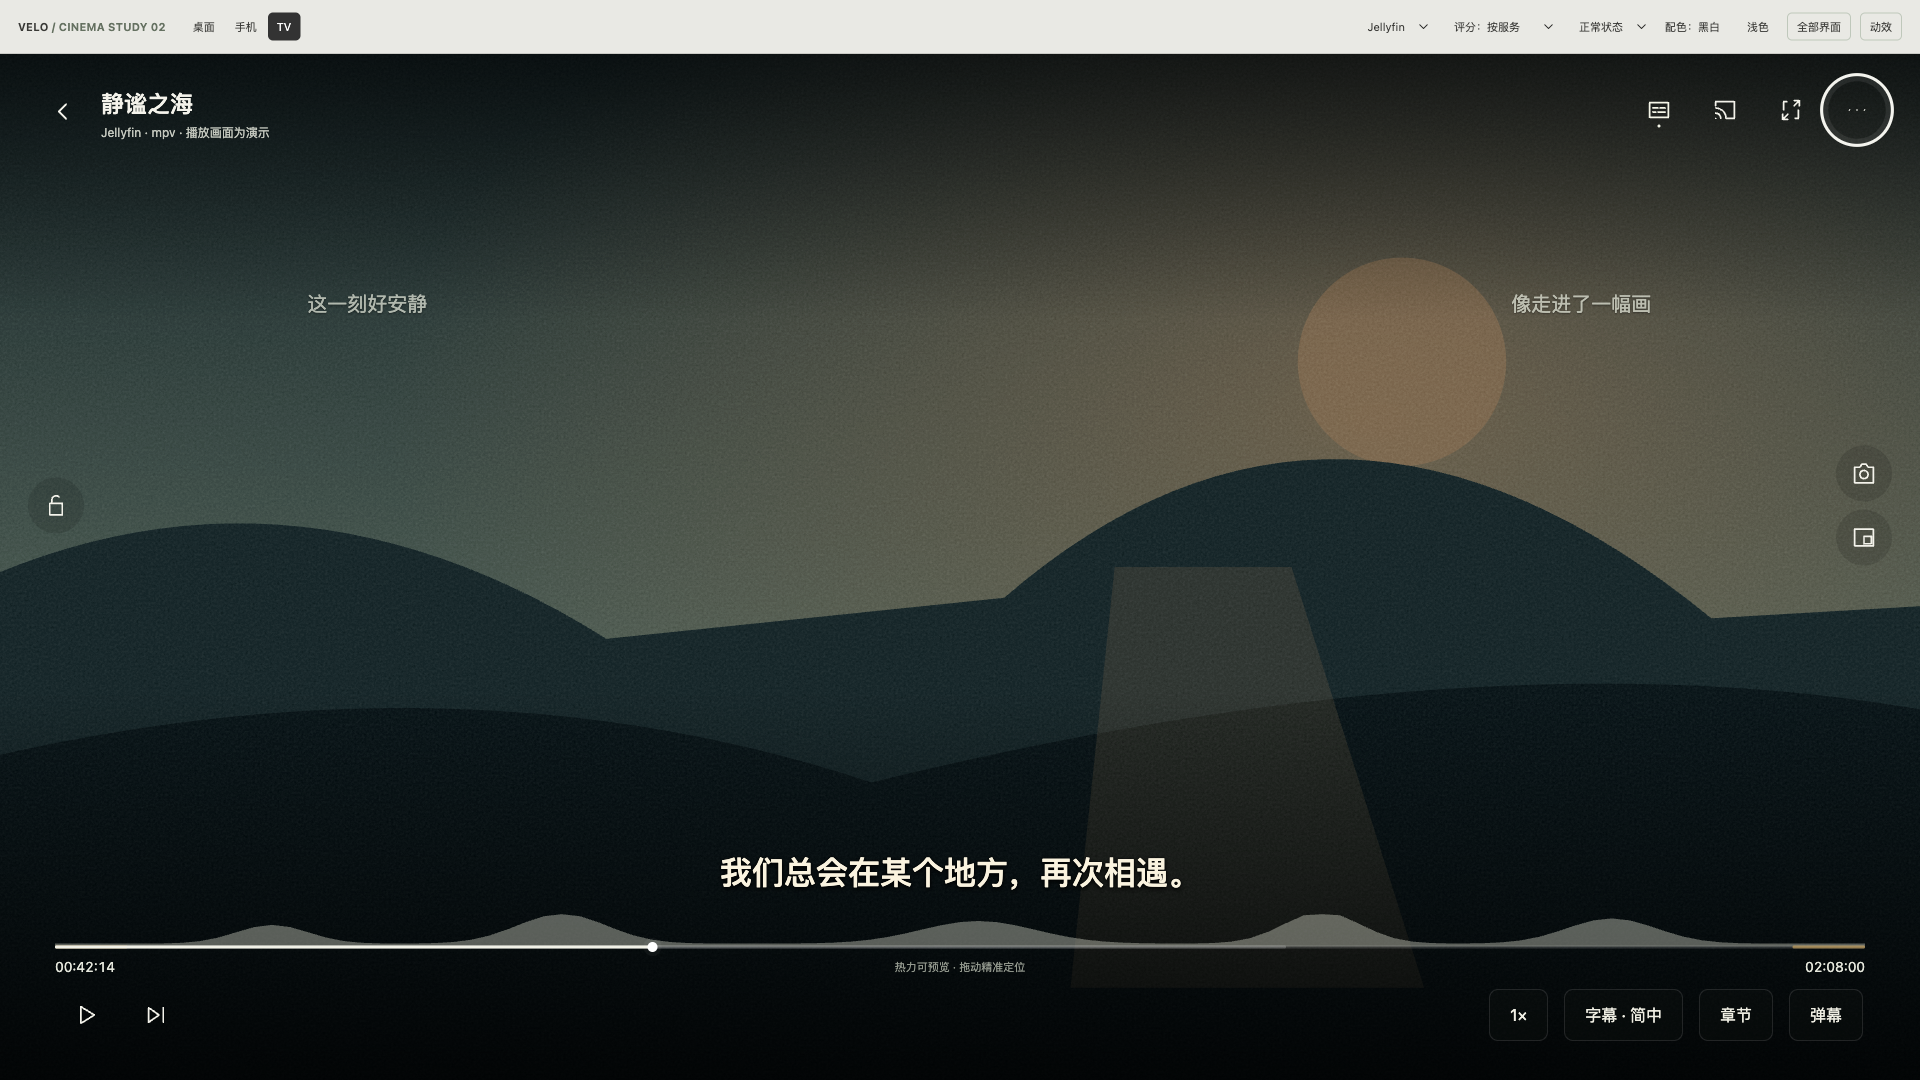 VELO / CINEMA STUDY 02 桌面 手机 TV Jellyfin 评分：按服务 正常状态 配色：黑白 浅色 全部界面 动效
静谧之海
Jellyfin · mpv · 播放画面为演示
这一刻好安静 像走进了一幅画
我们总会在某个地方，再次相遇。
00:42:14 热力可预览 · 拖动精准定位 02:08:00
1× 字幕 · 简中 章节 弹幕